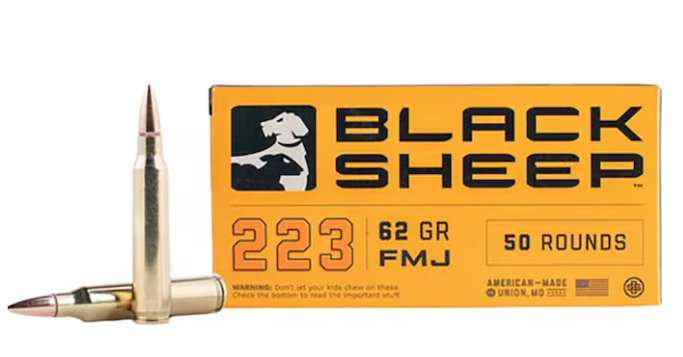 BLACK
SHEEP™
223
62 GR
FMJ
50 ROUNDS
WARNING: Don't let your kids chew on these.
Check the bottom to read the important stuff.
AMERICAN-MADE
UNION, MO